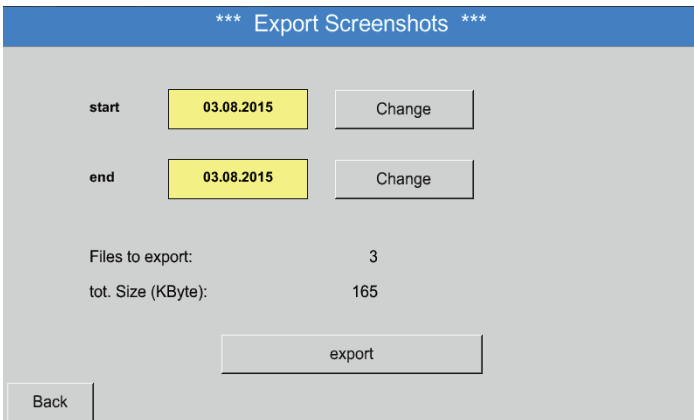 *** Export Screenshots ***
start 03.08.2015 Change
end 03.08.2015 Change
Files to export: 3
tot. Size (KByte): 165
export
Back